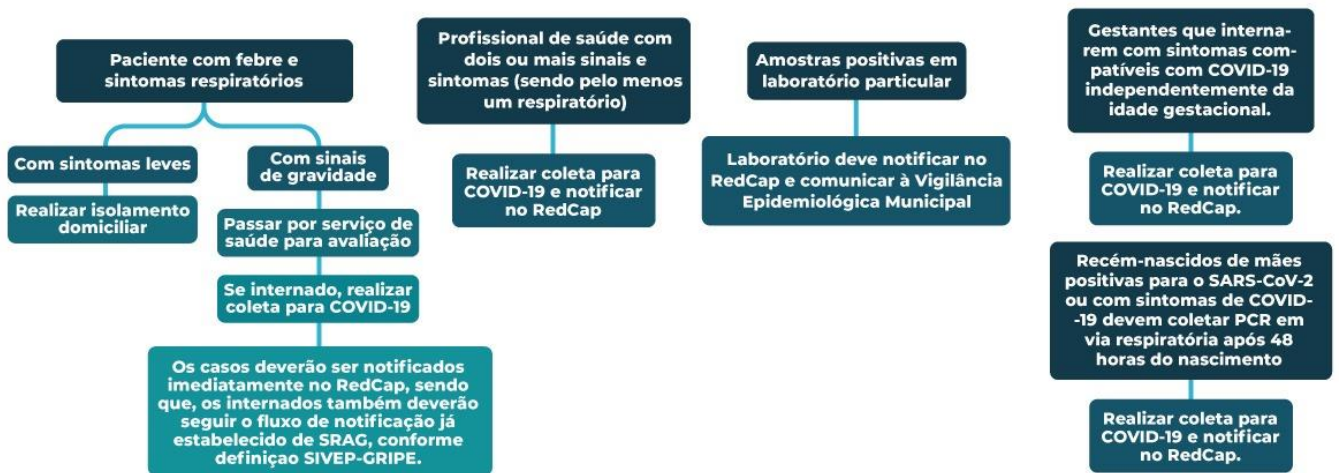 Paciente com febre e
sintomas respiratórios
Com sintomas leves
Realizar isolamento
domiciliar
Com sinais
de gravidade
Passar por serviço de
saúde para avaliação
Se internado, realizar
coleta para COVID-19
Os casos deverão ser notificados
imediatamente no RedCap, sendo
que, os internados também deverão
seguir o fluxo de notificação já
estabelecido de SRAG, conforme
definiçao SIVEP-GRIPE.
Profissional de saúde com
dois ou mais sinais e
sintomas (sendo pelo menos
um respiratório)
Realizar coleta para
COVID-19 e notificar
no RedCap
Amostras positivas em
laboratório particular
Laboratório deve notificar no
RedCap e comunicar à Vigilância
Epidemiológica Municipal
Gestantes que interna-
rem com sintomas com-
patíveis com COVID-19
independentemente da
idade gestacional.
Realizar coleta para
COVID-19 e notificar
no RedCap.
Recém-nascidos de mães
positivas para o SARS-CoV-2
ou com sintomas de COVID-
-19 devem coletar PCR em
via respiratória após 48
horas do nascimento
Realizar coleta para
COVID-19 e notificar
no RedCap.